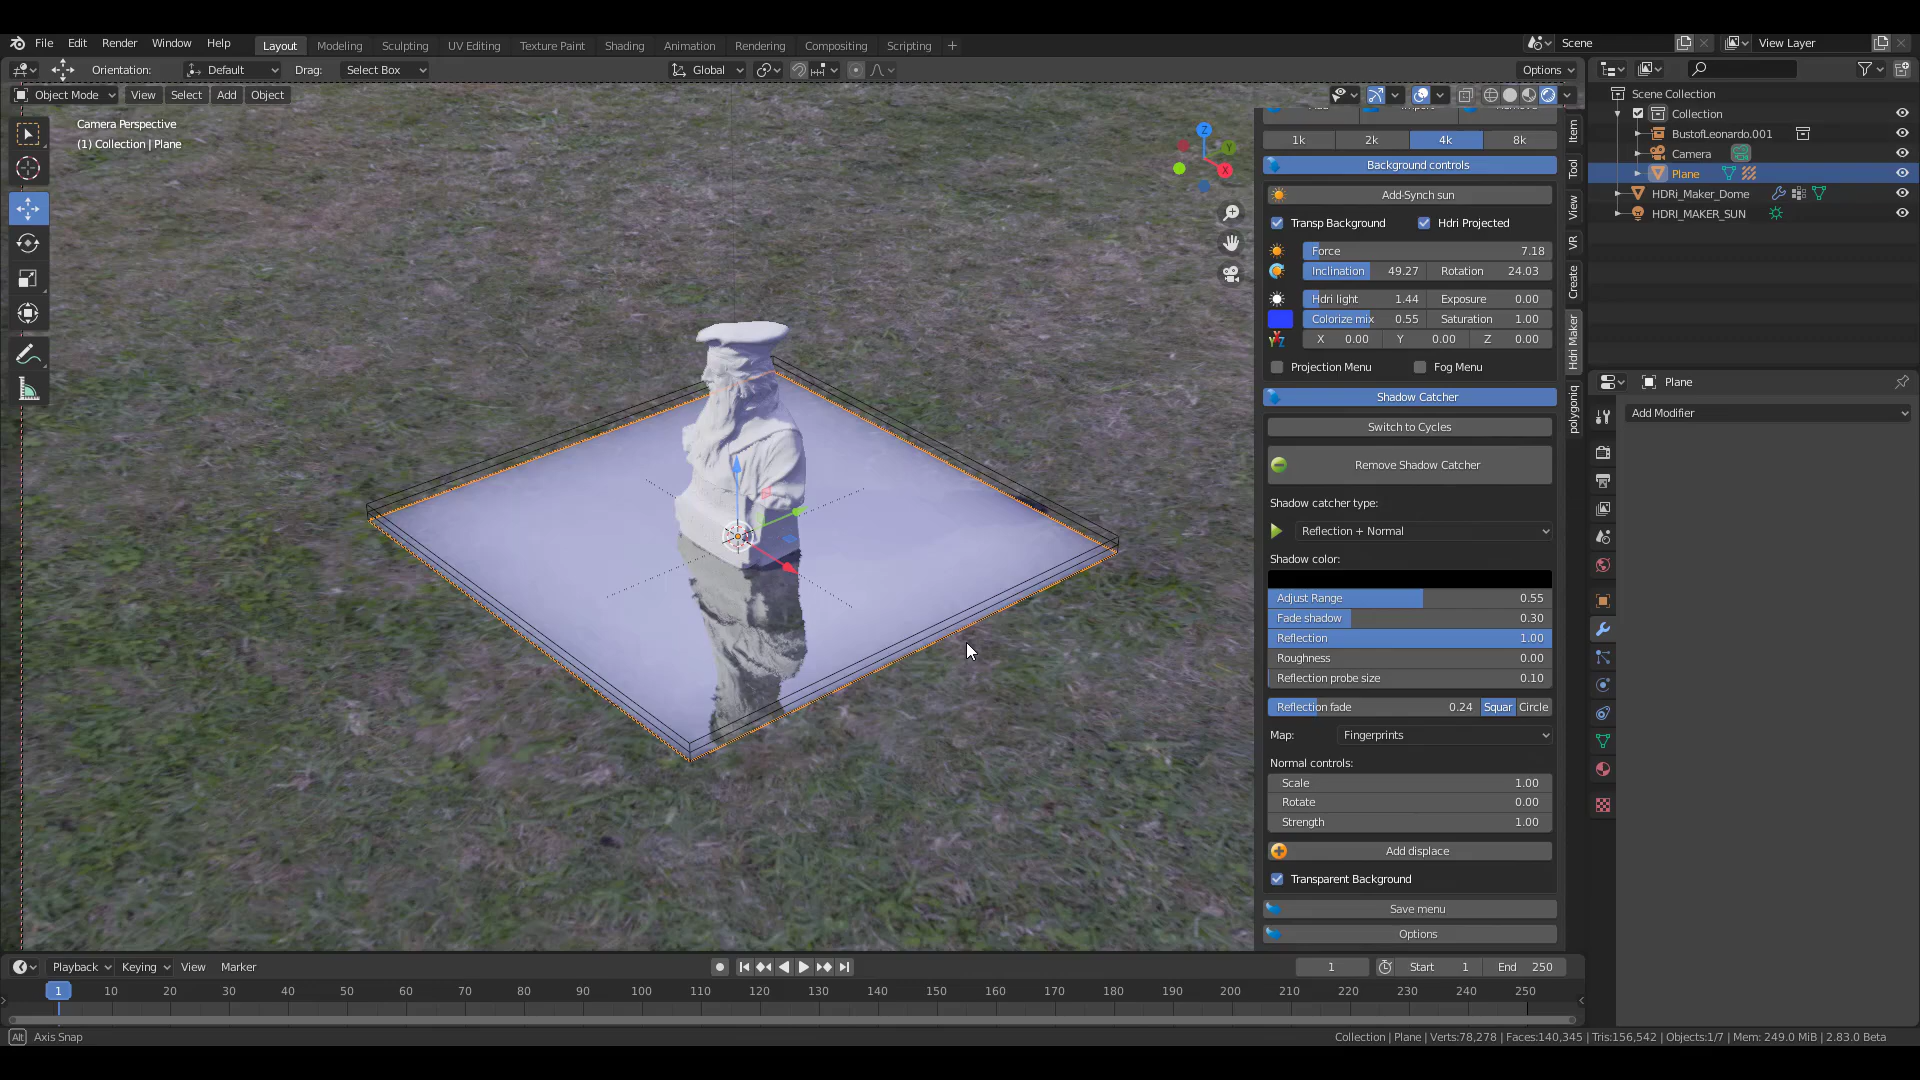 File Edit Render Window Help Layout Modeling Sculpting UV Editing Texture Paint Shading Animation Rendering Compositing Scripting + Scene View Layer
Orientation: Default Drag: Select Box Global Options
Object Mode View Select Add Object
Camera Perspective
(1) Collection | Plane
Z
Y
X
1k 2k 4k 8k
Background controls
Add-Synch sun
Transp Background Hdri Projected
Force 7.18
Inclination 49.27 Rotation 24.03
Hdri light 1.44 Exposure 0.00
Colorize mix 0.55 Saturation 1.00
X 0.00 Y 0.00 Z 0.00
Projection Menu Fog Menu
Shadow Catcher
Switch to Cycles
Remove Shadow Catcher
Shadow catcher type:
Reflection + Normal
Shadow color:
Adjust Range 0.55
Fade shadow 0.30
Reflection 1.00
Roughness 0.00
Reflection probe size 0.10
Reflection fade 0.24 Squar Circle
Map: Fingerprints
Normal controls:
Scale 1.00
Rotate 0.00
Strength 1.00
Add displace
Transparent Background
Save menu
Options
Item
Tool
View
VR
Create
Hdri Maker
polygoniq
Scene Collection
Collection
BustofLeonardo.001
Camera
Plane
HDRi_Maker_Dome
HDRI_MAKER_SUN
Plane
Add Modifier
Playback Keying View Marker 1 Start 1 End 250
1 10 20 30 40 50 60 70 80 90 100 110 120 130 140 150 160 170 180 190 200 210 220 230 240 250
Alt Axis Snap Collection | Plane | Verts:78,278 | Faces:140,345 | Tris:156,542 | Objects:1/7 | Mem: 249.0 MiB | 2.83.0 Beta